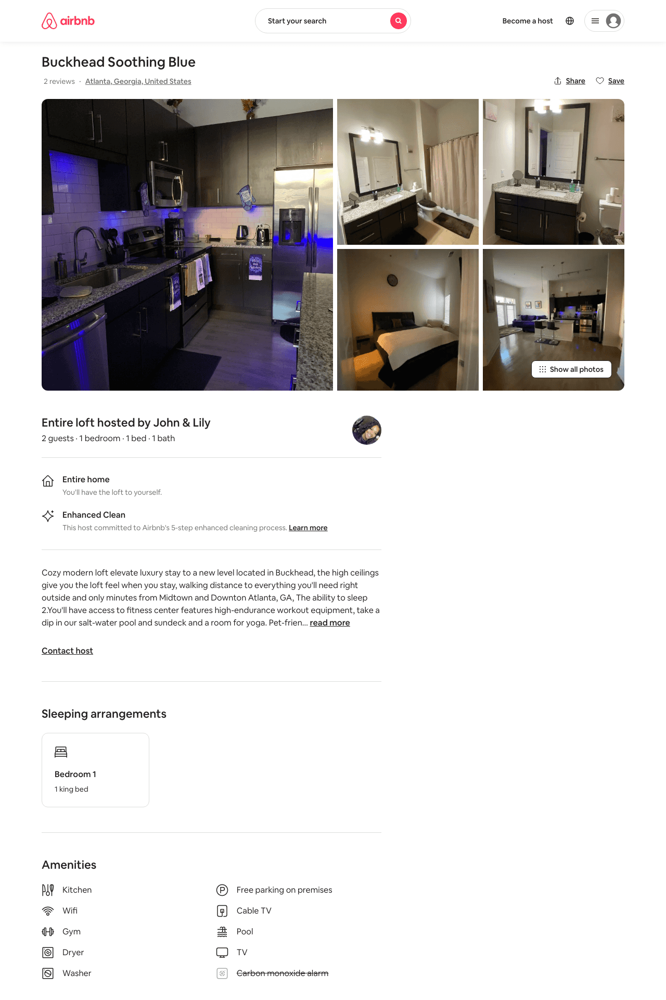 airbnb
Start your search
Become a host
Buckhead Soothing Blue
2 reviews · Atlanta, Georgia, United States
Share
Save
Show all photos
Entire loft hosted by John & Lily
2 guests · 1 bedroom · 1 bed · 1 bath
Entire home
You'll have the loft to yourself.
Enhanced Clean
This host committed to Airbnb's 5-step enhanced cleaning process. Learn more
Cozy modern loft elevate luxury stay to a new level located in Buckhead, the high ceilings
give you the loft feel when you stay, walking distance to everything you'll need right
outside and only minutes from Midtown and Downton Atlanta, GA, The ability to sleep
2.You'll have access to fitness center features high-endurance workout equipment, take a
dip in our salt-water pool and sundeck and a room for yoga. Pet-frien... read more
Contact host
Sleeping arrangements
Bedroom 1
1 king bed
Amenities
Kitchen
Free parking on premises
Wifi
Cable TV
Gym
Pool
Dryer
TV
Washer
Carbon monoxide alarm